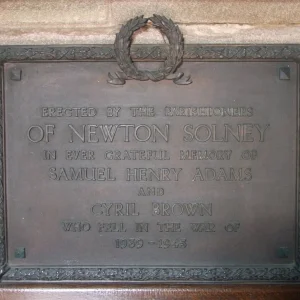 ERECTED BY THE PARISHIONERS
OF NEWTON SOLNEY
IN EVER GRATEFUL MEMORY OF
SAMUEL HENRY ADAMS
AND
CYRIL BROWN
WHO FELL IN THE WAR OF
1939-1945